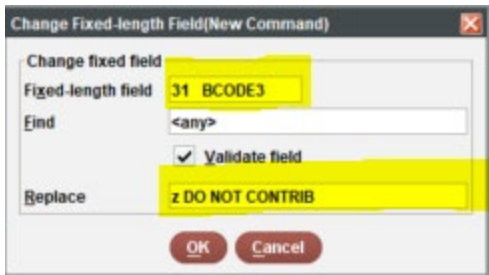 Change Fixed-length Field(New Command)
Change fixed field
Fixed-length field 31 BCODE3
Find <any>
Validate field
Replace z DO NOT CONTRIB
OK Cancel